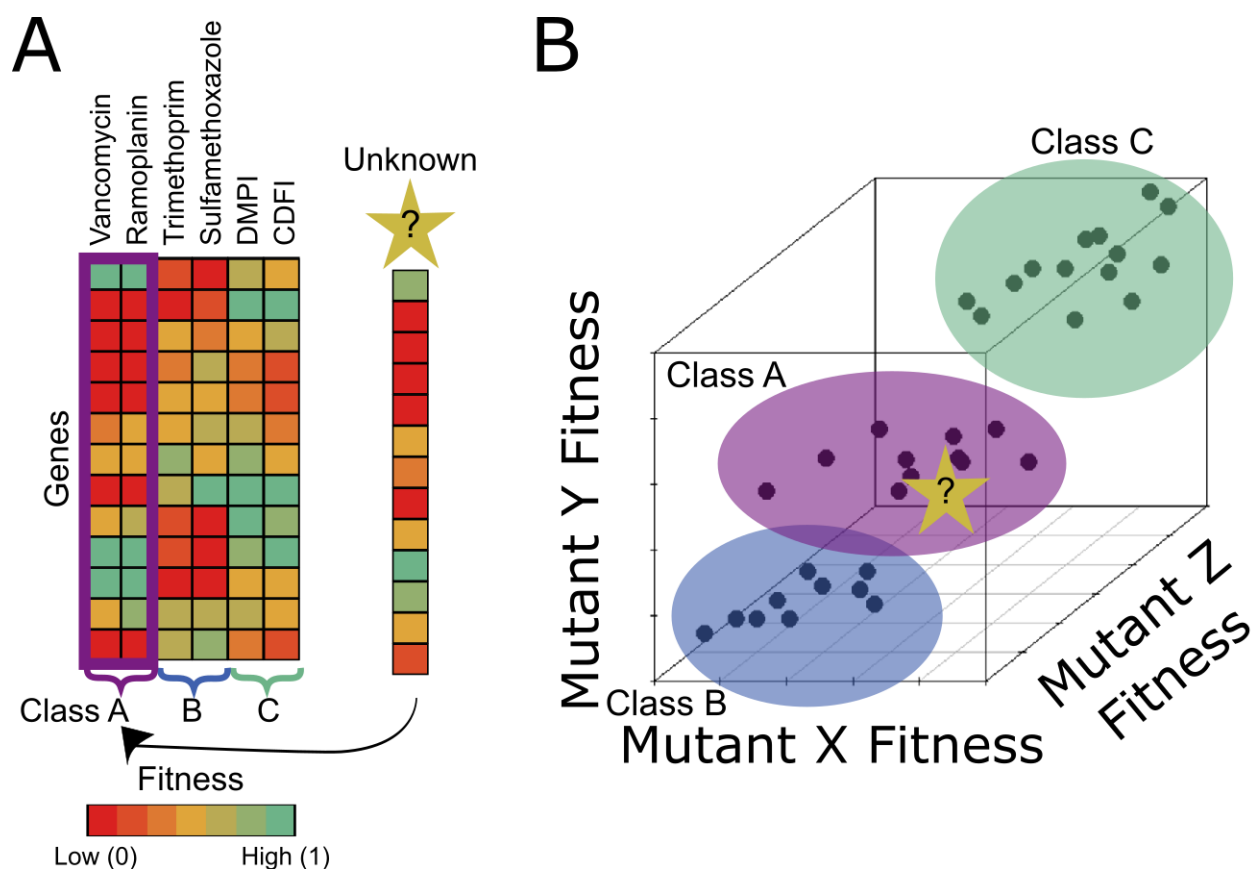 A
Vancomycin
Ramoplanin
Trimethoprim
Sulfamethoxazole
DMPI
CDFI
Unknown
?
Genes
Class A
B
C
Fitness
Low (0)
High (1)
B
Class C
Class A
?
Class B
Mutant Y Fitness
Mutant X Fitness
Mutant Z
Fitness